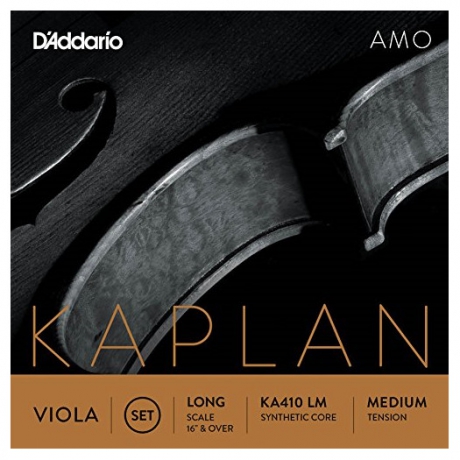 D'Addario
AMO
KAPLAN
VIOLA
SET
LONG
SCALE
16" & OVER
KA410 LM
SYNTHETIC CORE
MEDIUM
TENSION